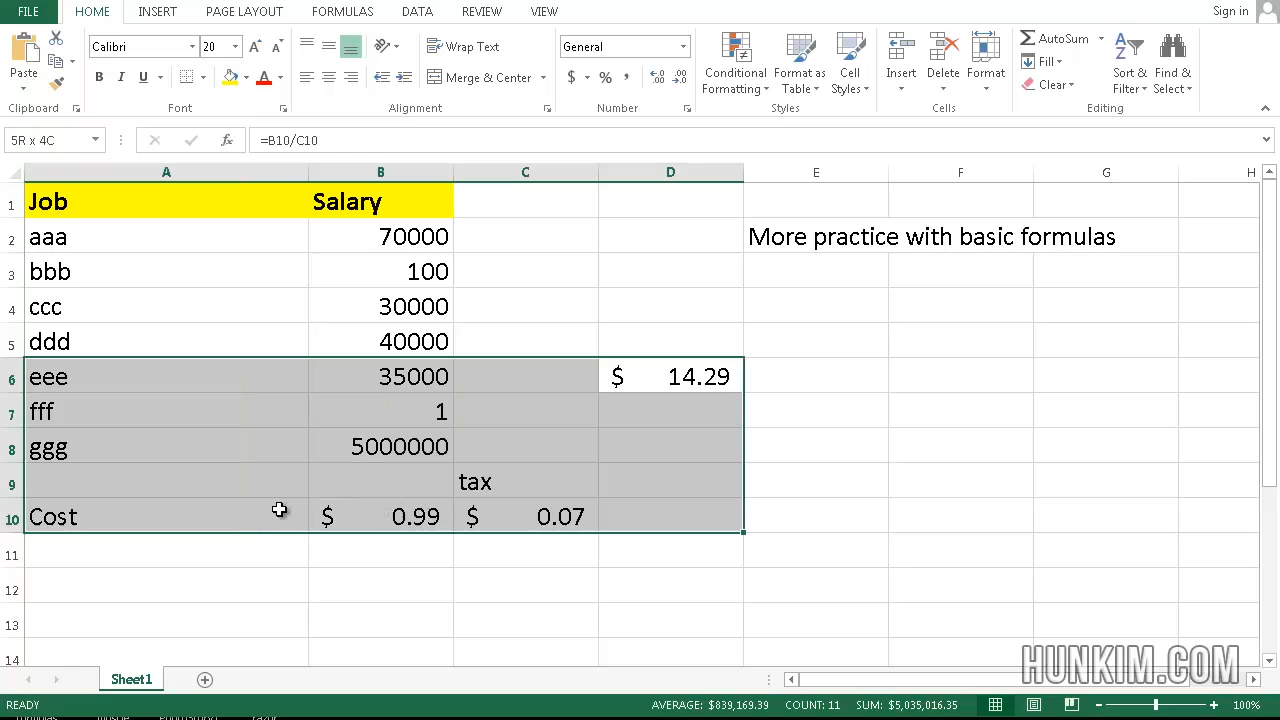 FILE HOME INSERT PAGE LAYOUT FORMULAS DATA REVIEW VIEW Sign in
Calibri 20 A A Wrap Text General AutoSum
Paste B I U A Merge & Center $ % , Conditional Formatting Format as Table Cell Styles Insert Delete Format Fill Clear Sort & Filter Find & Select
Clipboard Font Alignment Number Styles Cells Editing
5R x 4C fx =B10/C10
A B C D E F G H
1 Job Salary
2 aaa 70000 More practice with basic formulas
3 bbb 100
4 ccc 30000
5 ddd 40000
6 eee 35000 $ 14.29
7 fff 1
8 ggg 5000000
9 tax
10 Cost $ 0.99 $ 0.07
11
12
13
14
HUNKIM.COM
Sheet1
READY AVERAGE: $839,169.39 COUNT: 11 SUM: $5,035,016.35 100%